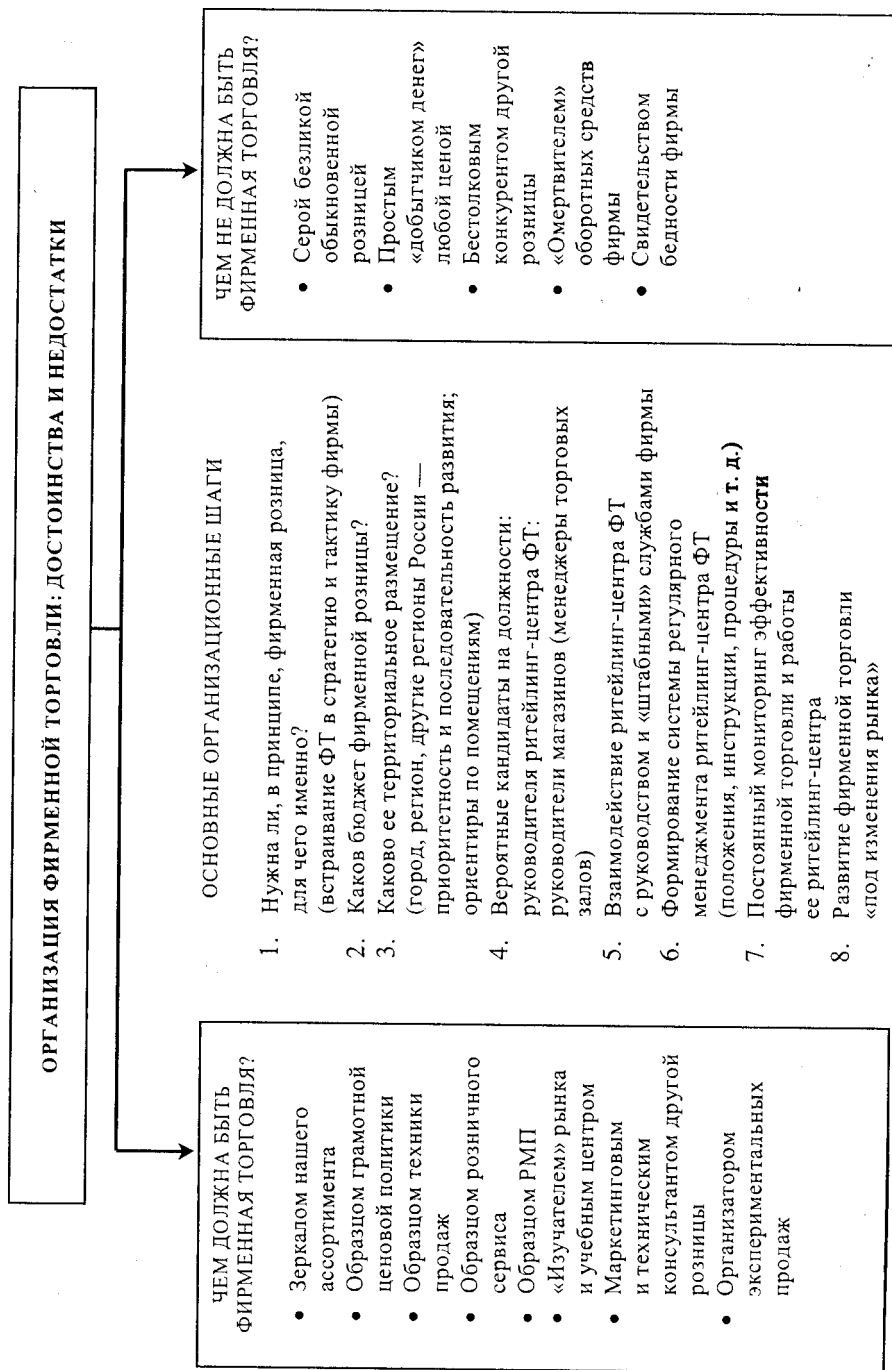 ОРГАНИЗАЦИЯ ФИРМЕННОЙ ТОРГОВЛИ: ДОСТОИНСТВА И НЕДОСТАТКИ
ЧЕМ ДОЛЖНА БЫТЬ
ФИРМЕННАЯ ТОРГОВЛЯ?
• Зеркалом нашего
ассортимента
• Образцом грамотной
ценовой политики
• Образцом техники
продаж
• Образцом розничного
сервиса
• Образцом РМП
• «Изучателем» рынка
и учебным центром
• Маркетинговым
и техническим
консультантом другой
розницы
• Организатором
экспериментальных
продаж
ОСНОВНЫЕ ОРГАНИЗАЦИОННЫЕ ШАГИ
1. Нужна ли, в принципе, фирменная розница,
для чего именно?
(встраивание ФТ в стратегию и тактику фирмы)
2. Каков бюджет фирменной розницы?
3. Каково ее территориальное размещение?
(город, регион, другие регионы России —
приоритетность и последовательность развития;
ориентиры по помещениям)
4. Вероятные кандидаты на должности:
руководителя ритейлинг-центра ФТ:
руководители магазинов (менеджеры торговых
залов)
5. Взаимодействие ритейлинг-центра ФТ
с руководством и «штабными» службами фирмы
6. Формирование системы регулярного
менеджмента ритейлинг-центра ФТ
(положения, инструкции, процедуры и т. д.)
7. Постоянный мониторинг эффективности
фирменной торговли и работы
ее ритейлинг-центра
8. Развитие фирменной торговли
«под изменения рынка»
ЧЕМ НЕ ДОЛЖНА БЫТЬ
ФИРМЕННАЯ ТОРГОВЛЯ?
• Серой безликой
обыкновенной
розницей
• Простым
«добытчиком денег»
любой ценой
• Бестолковым
конкурентом другой
розницы
• «Омертвителем»
оборотных средств
фирмы
• Свидетельством
бедности фирмы